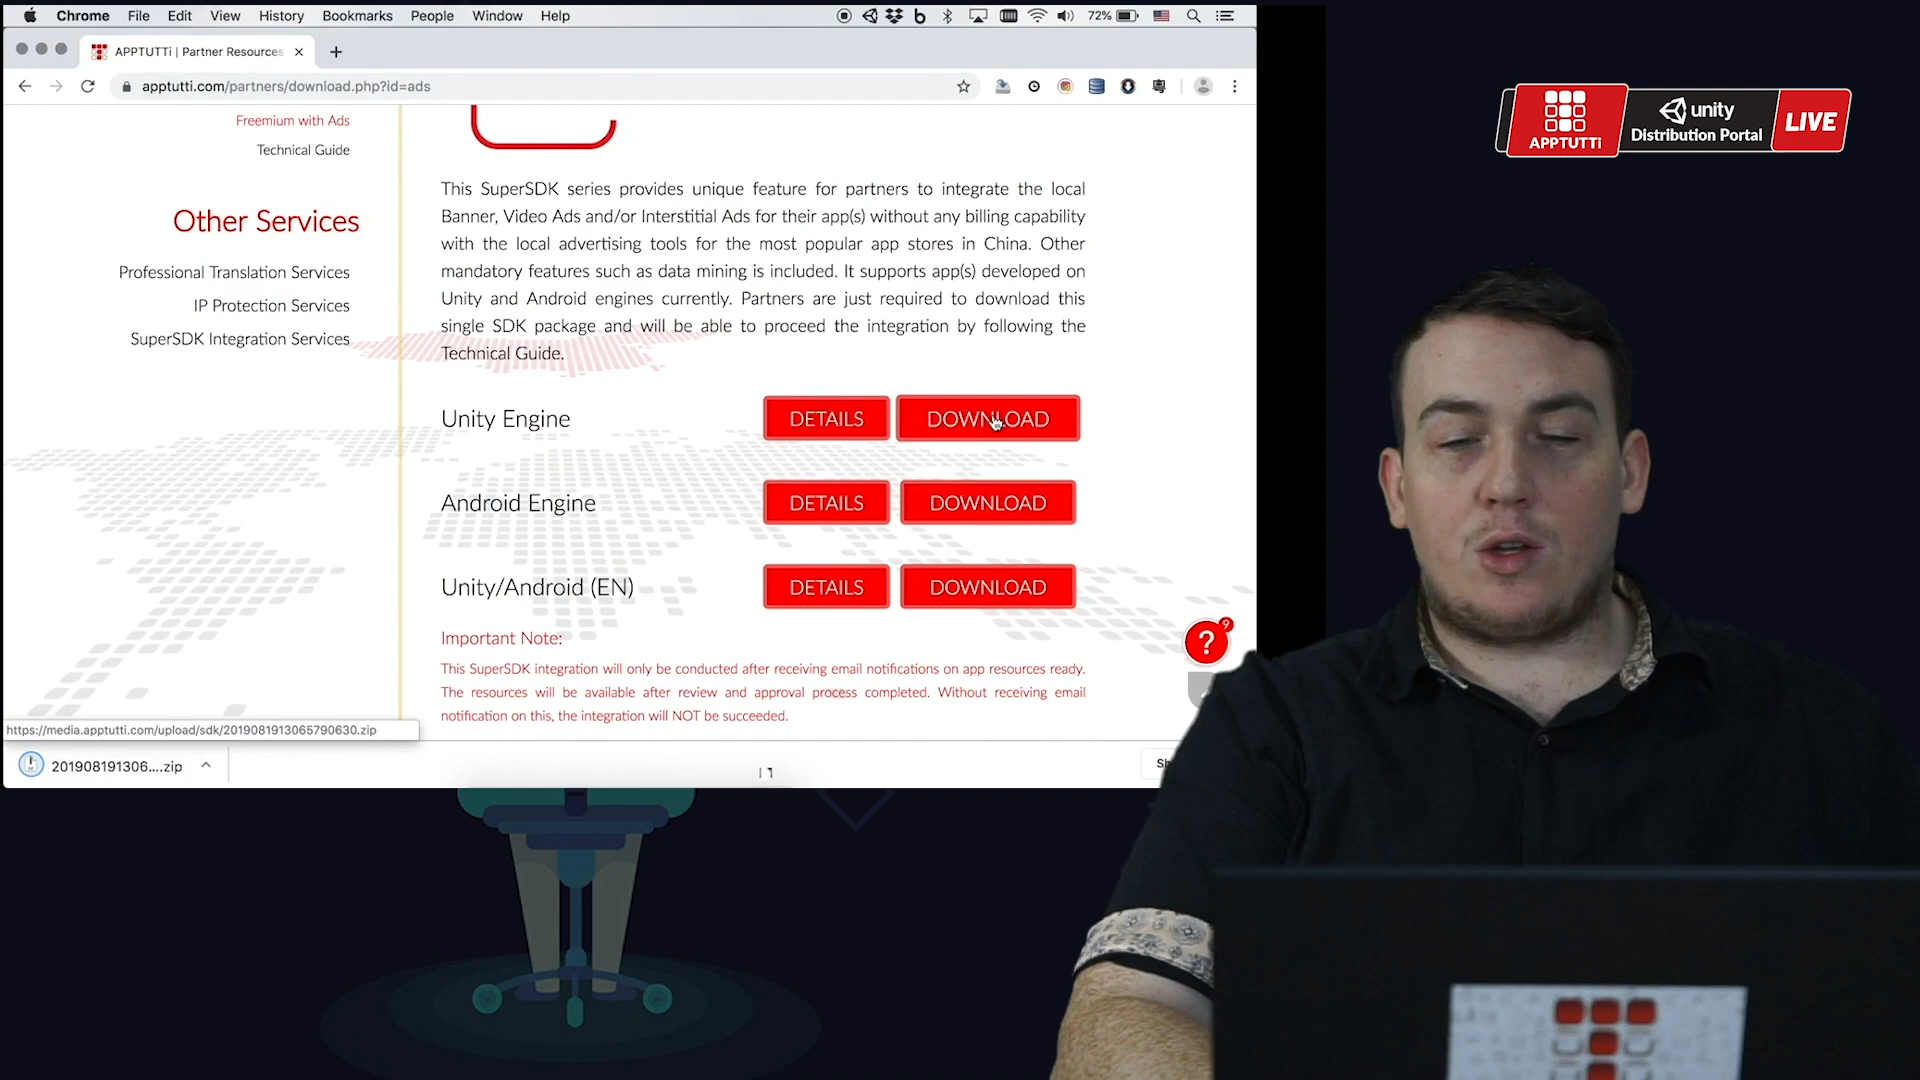 Chrome File Edit View History Bookmarks People Window Help
72%
APPTUTTi | Partner Resources
apptutti.com/partners/download.php?id=ads
Freemium with Ads
Technical Guide
Other Services
Professional Translation Services
IP Protection Services
SuperSDK Integration Services
This SuperSDK series provides unique feature for partners to integrate the local
Banner, Video Ads and/or Interstitial Ads for their app(s) without any billing capability
with the local advertising tools for the most popular app stores in China. Other
mandatory features such as data mining is included. It supports app(s) developed on
Unity and Android engines currently. Partners are just required to download this
single SDK package and will be able to proceed the integration by following the
Technical Guide.
Unity Engine DETAILS DOWNLOAD
Android Engine DETAILS DOWNLOAD
Unity/Android (EN) DETAILS DOWNLOAD
Important Note:
This SuperSDK integration will only be conducted after receiving email notifications on app resources ready.
The resources will be available after review and approval process completed. Without receiving email
notification on this, the integration will NOT be succeeded.
?
9
https://media.apptutti.com/upload/sdk/2019081913065790630.zip
201908191306....zip
APPTUTTi
unity
Distribution Portal
LIVE